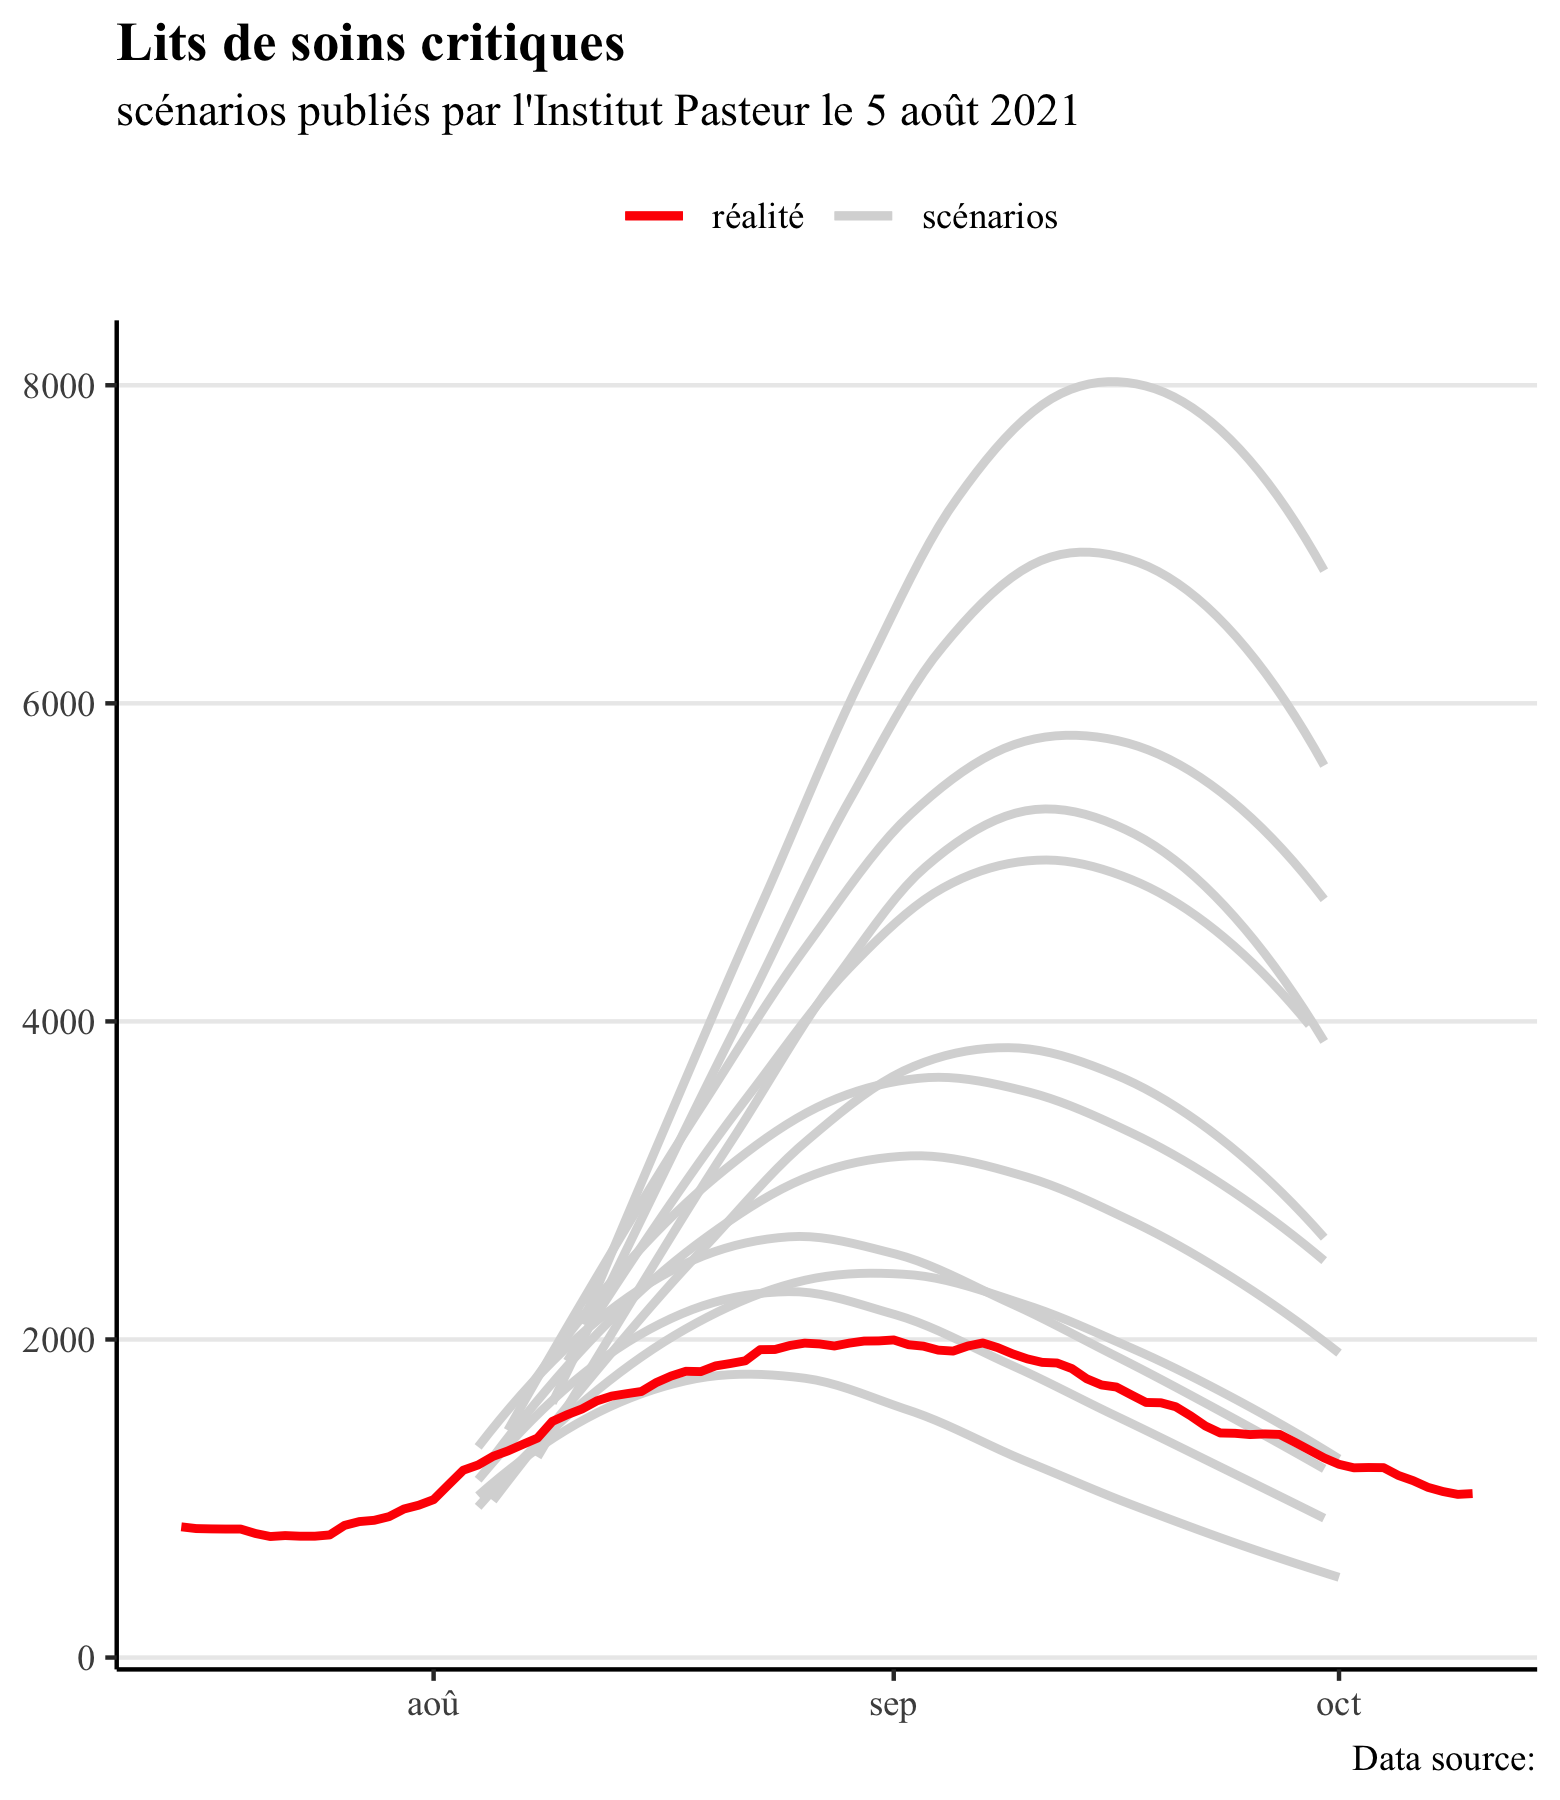 Lits de soins critiques
scénarios publiés par l'Institut Pasteur le 5 août 2021
réalité scénarios
8000
6000
4000
2000
0
aoû sep oct
Data source: